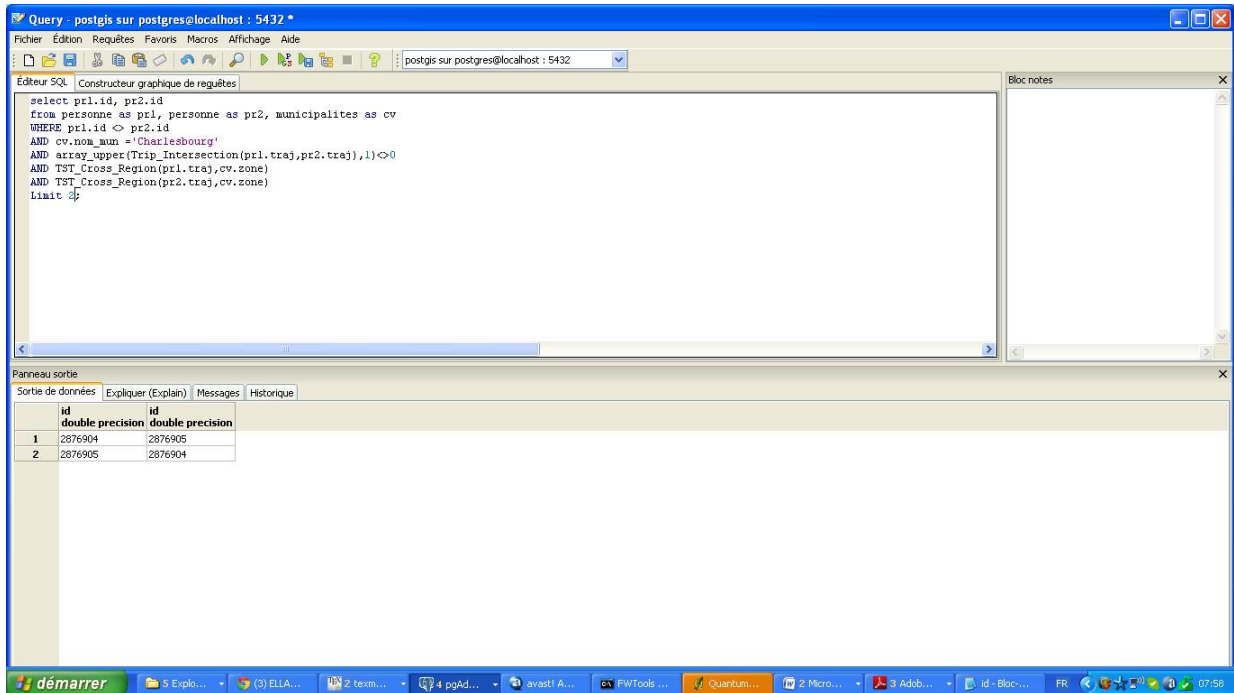 Query - postgis sur postgres@localhost : 5432 *
Fichier Édition Requêtes Favoris Macros Affichage Aide
postgis sur postgres@localhost : 5432
Éditeur SQL Constructeur graphique de requêtes
Bloc notes
select pr1.id, pr2.id
from personne as pr1, personne as pr2, municipalites as cv
WHERE pr1.id <> pr2.id
AND cv.nom_mun ='Charlesbourg'
AND array_upper(Trip_Intersection(pr1.traj,pr2.traj),1)<>0
AND TST_Cross_Region(pr1.traj,cv.zone)
AND TST_Cross_Region(pr2.traj,cv.zone)
Limit 2;
Panneau sortie
Sortie de données Expliquer (Explain) Messages Historique
id id
double precision double precision
1 2876904 2876905
2 2876905 2876904
démarrer 5 Explo... (3) ELLA... 2 texm... 4 pgAd... avast! A... FWTools ... Quantum... 2 Micro... 3 Adob... id - Bloc-... FR 07:58